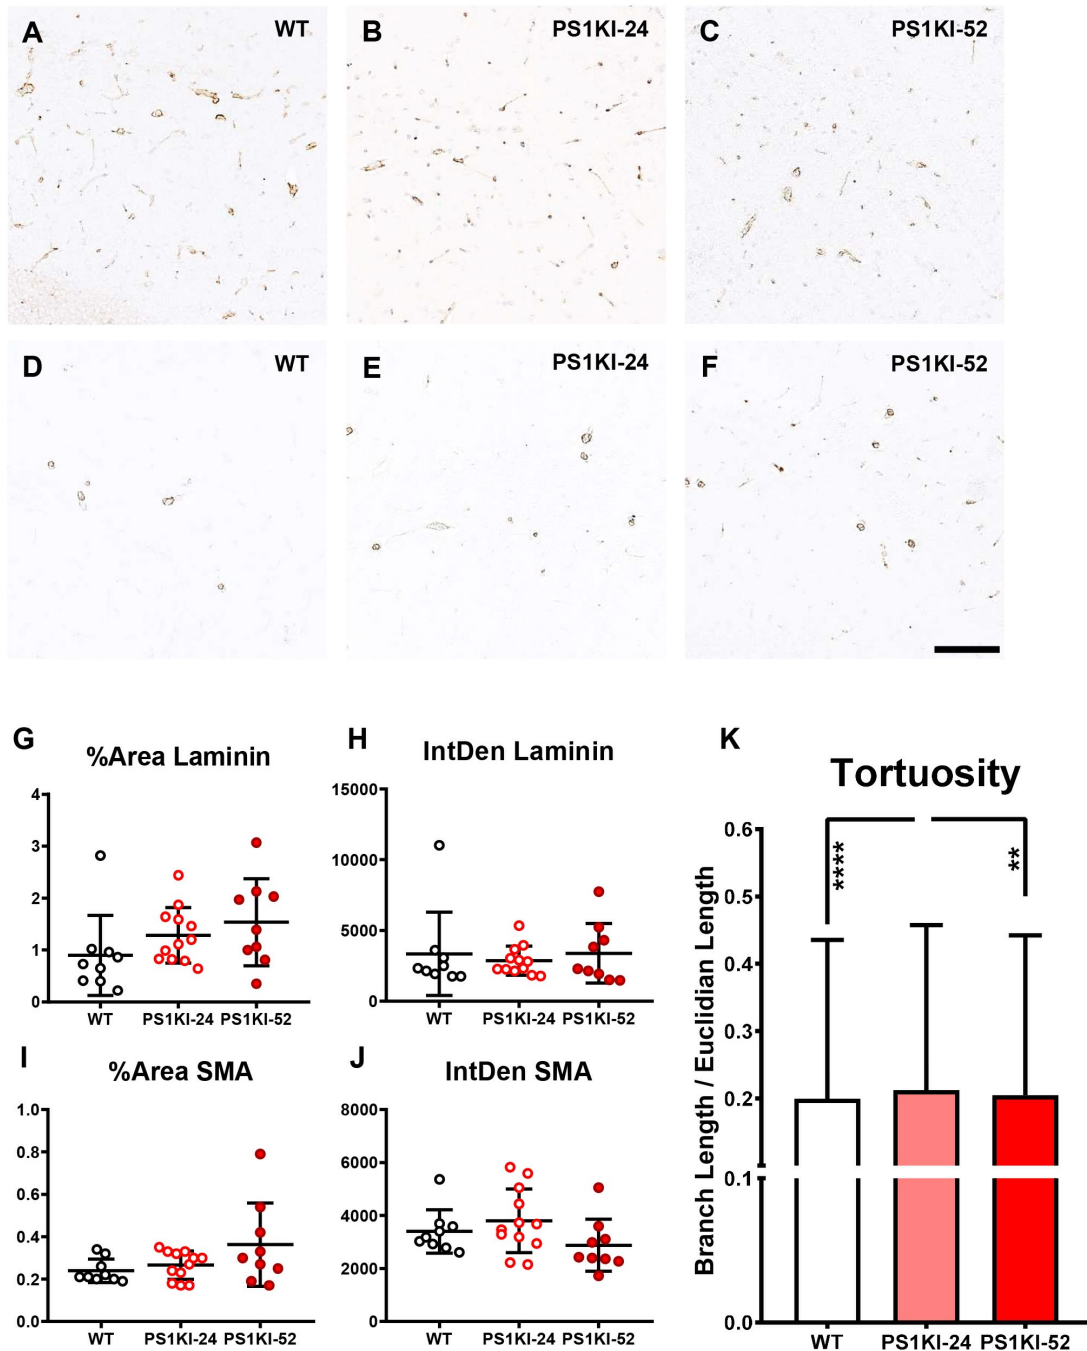 A WT
B PS1KI-24
C PS1KI-52
D WT
E PS1KI-24
F PS1KI-52
G
%Area Laminin
4
3
2
1
0
WT PS1KI-24 PS1KI-52
H
IntDen Laminin
15000
10000
5000
0
WT PS1KI-24 PS1KI-52
I
%Area SMA
1.0
0.8
0.6
0.4
0.2
0.0
WT PS1KI-24 PS1KI-52
J
IntDen SMA
8000
6000
4000
2000
0
WT PS1KI-24 PS1KI-52
K
Tortuosity
Branch Length / Euclidian Length
0.6
0.5
0.4
0.3
0.2
0.1
0.0
****
**
WT PS1KI-24 PS1KI-52